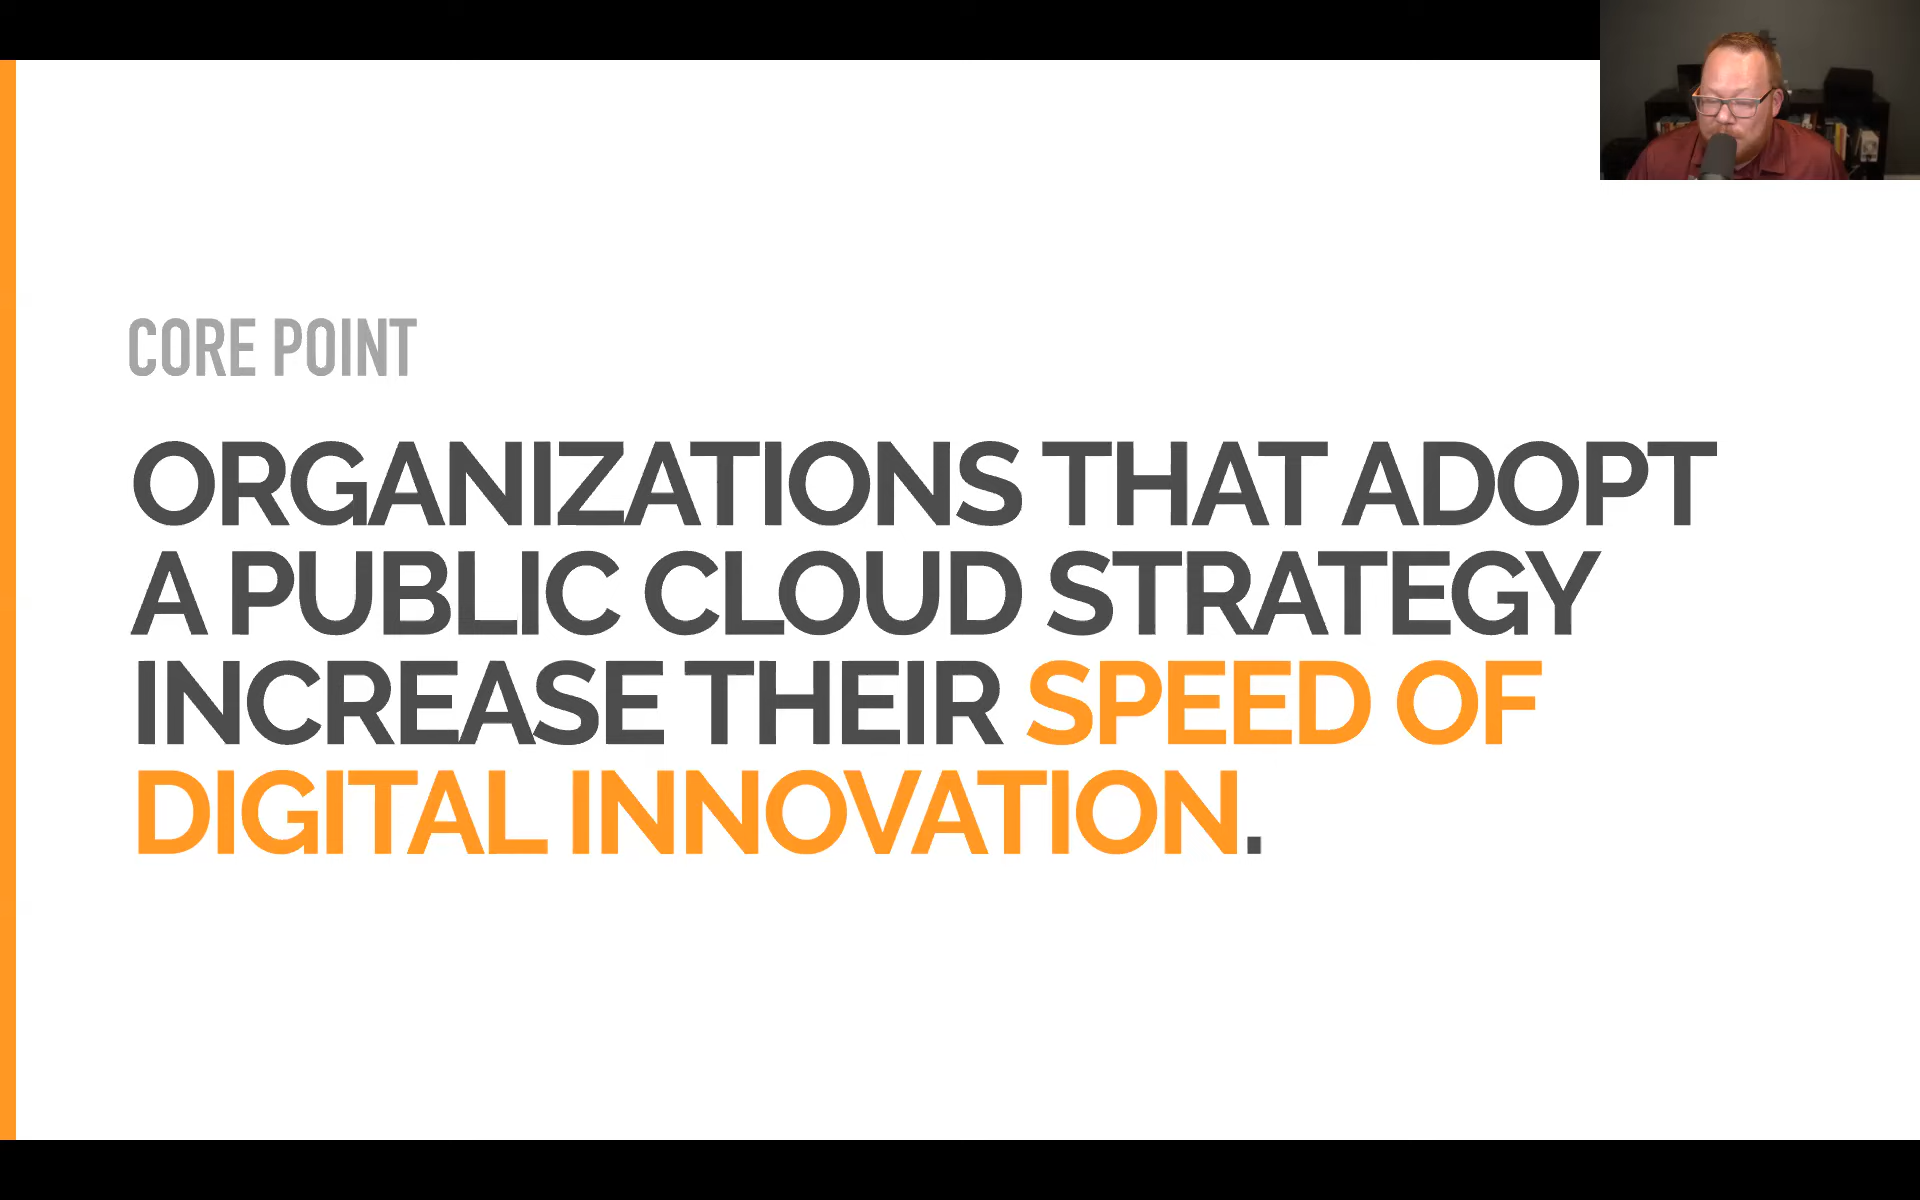 CORE POINT
ORGANIZATIONS THAT ADOPT
A PUBLIC CLOUD STRATEGY
INCREASE THEIR SPEED OF
DIGITAL INNOVATION.